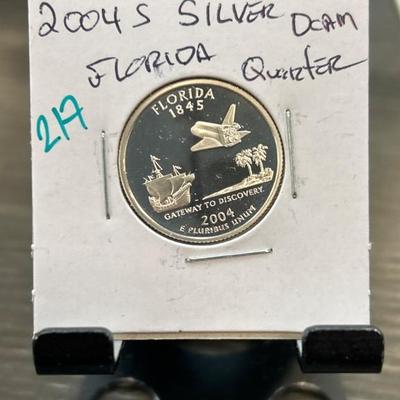 2004 S SILVER DCAM
FLORIDA Quarter
217
FLORIDA
1845
GATEWAY TO DISCOVERY
2004
E PLURIBUS UNUM